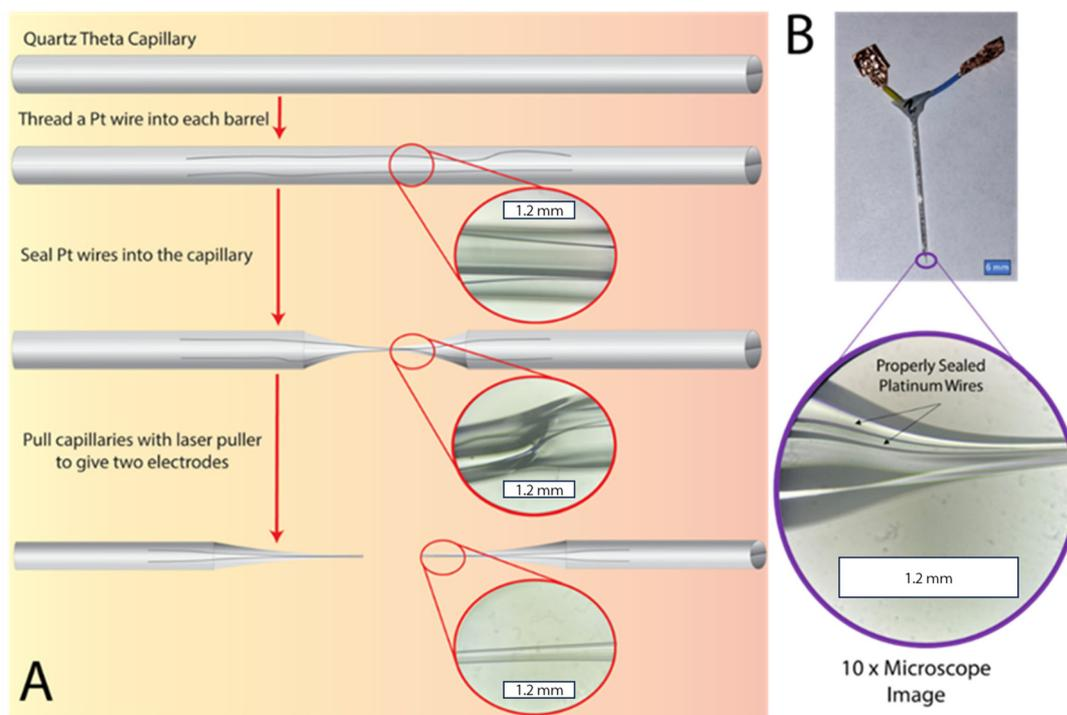 Quartz Theta Capillary
Thread a Pt wire into each barrel
1.2 mm
Seal Pt wires into the capillary
1.2 mm
Pull capillaries with laser puller
to give two electrodes
1.2 mm
A
B
6 mm
Properly Sealed
Platinum Wires
1.2 mm
10 x Microscope
Image